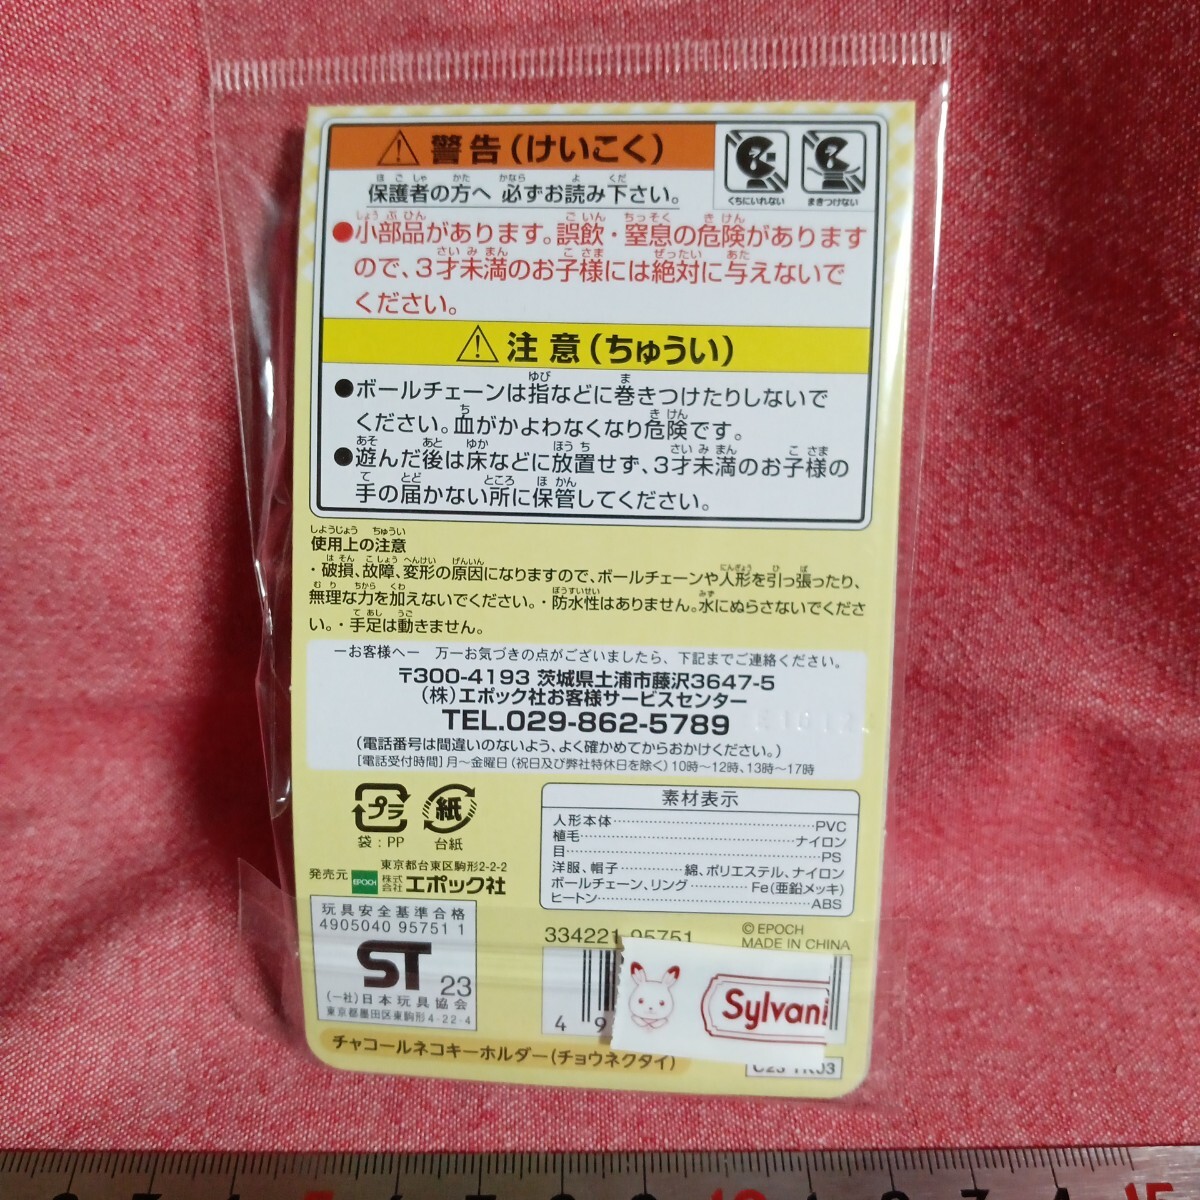 警告(けいこく)
くちにいれない
まきつけない
保護者の方へ 必ずお読み下さい。
●小部品があります。誤飲・窒息の危険があります
ので、3才未満のお子様には絶対に与えないで
ください。
注意(ちゅうい)
●ボールチェーンは指などに巻きつけたりしないで
ください。血がかよわなくなり危険です。
●遊んだ後は床などに放置せず、3才未満のお子様の
手の届かない所に保管してください。
使用上の注意
・破損、故障、変形の原因になりますので、ボールチェーンや人形を引っ張ったり、
無理な力を加えないでください。・防水性はありません。水にぬらさないでくださ
い。・手足は動きません。
ーお客様へー 万一お気づきの点がございましたら、下記までご連絡ください。
〒300-4193 茨城県土浦市藤沢3647-5
(株)エポック社お客様サービスセンター
TEL.029-862-5789
(電話番号は間違いのないよう、よく確かめてからおかけください。)
[電話受付時間]月〜金曜日(祝日及び弊社特休日を除く)10時〜12時、13時〜17時
プラ
袋:PP
紙
台紙
素材表示
人形本体 PVC
植毛 ナイロン
目 PS
洋服、帽子 綿、ポリエステル、ナイロン
ボールチェーン、リング Fe(亜鉛メッキ)
ヒートン ABS
東京都台東区駒形2-2-2
発売元 EPOCH 株式会社 エポック社
玩具安全基準合格
4905040 95751 1
ST 23
(一社)日本玩具協会
東京都墨田区東駒形4-22-4
334221 95751
©EPOCH
MADE IN CHINA
4 9
Sylvani
チャコールネコキーホルダー(チョウネクタイ)